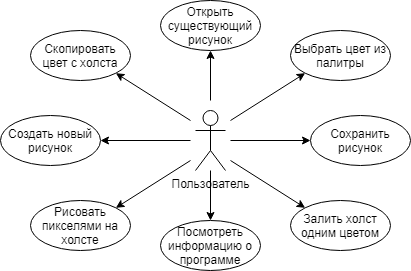 Открыть
существующий
рисунок
Скопировать
цвет с холста
Выбрать цвет из
палитры
Создать новый
рисунок
Сохранить
рисунок
Пользователь
Рисовать
пикселями на
холсте
Посмотреть
информацию о
программе
Залить холст
одним цветом